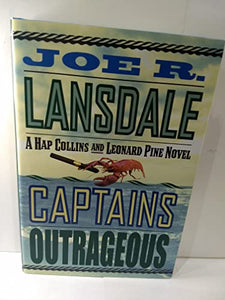 JOE R.
LANSDALE
A HAP COLLINS AND LEONARD PINE NOVEL
CAPTAINS
OUTRAGEOUS